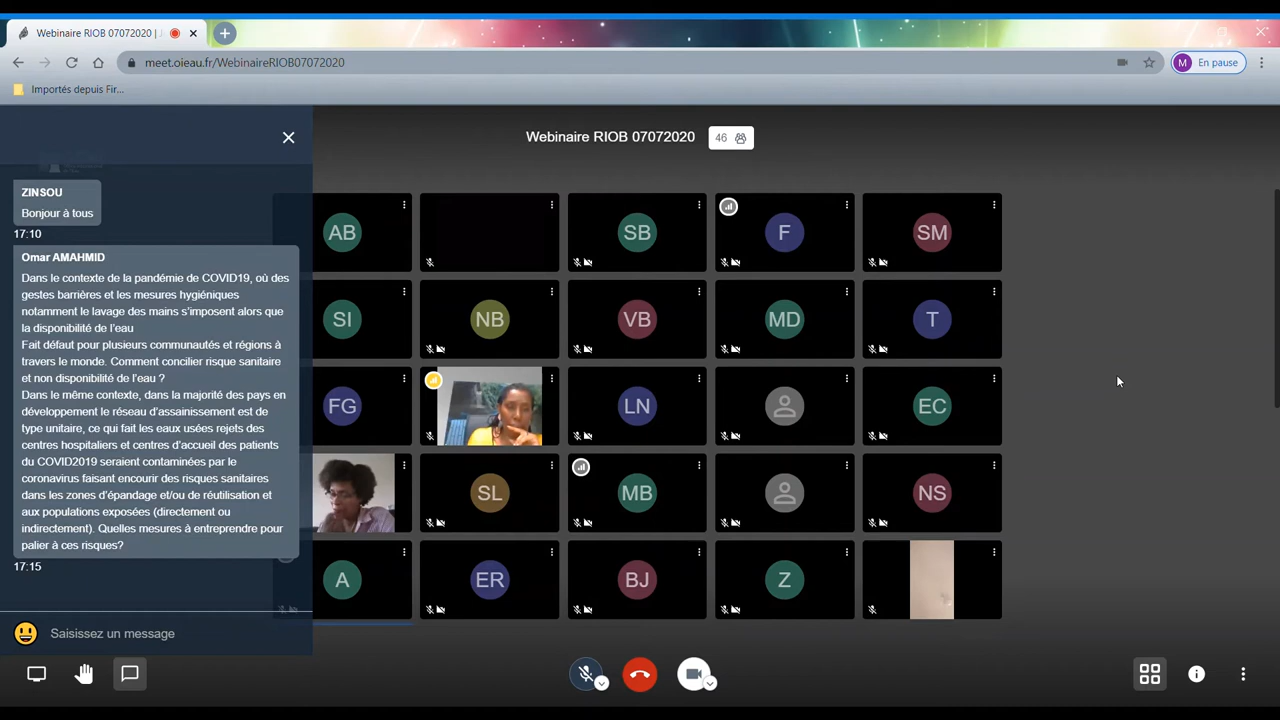 Webinaire RIOB 07072020 | J
meet.oieau.fr/WebinaireRIOB07072020
M En pause
Importés depuis Fir...
Webinaire RIOB 07072020 46
ZINSOU
Bonjour à tous
17:10
Omar AMAHMID
Dans le contexte de la pandémie de COVID19, où des
gestes barrières et les mesures hygiéniques
notamment le lavage des mains s'imposent alors que
la disponibilité de l'eau
Fait défaut pour plusieurs communautés et régions à
travers le monde. Comment concilier risque sanitaire
et non disponibilité de l'eau ?
Dans le même contexte, dans la majorité des pays en
développement le réseau d'assainissement est de
type unitaire, ce qui fait les eaux usées rejets des
centres hospitaliers et centres d'accueil des patients
du COVID2019 seraient contaminées par le
coronavirus faisant encourir des risques sanitaires
dans les zones d'épandage et/ou de réutilisation et
aux populations exposées (directement ou
indirectement). Quelles mesures à entreprendre pour
palier à ces risques?
17:15
Saisissez un message
AB SB F SM
SI NB VB MD T
FG LN EC
SL MB NS
A ER BJ Z